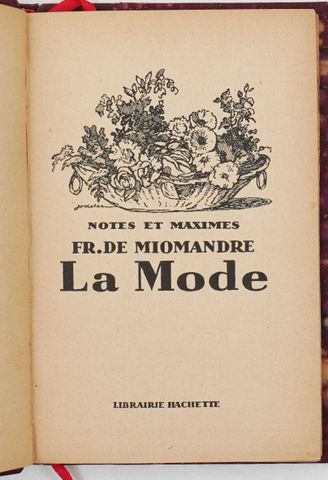 NOTES ET MAXIMES
FR. DE MIOMANDRE
La Mode
LIBRAIRIE HACHETTE